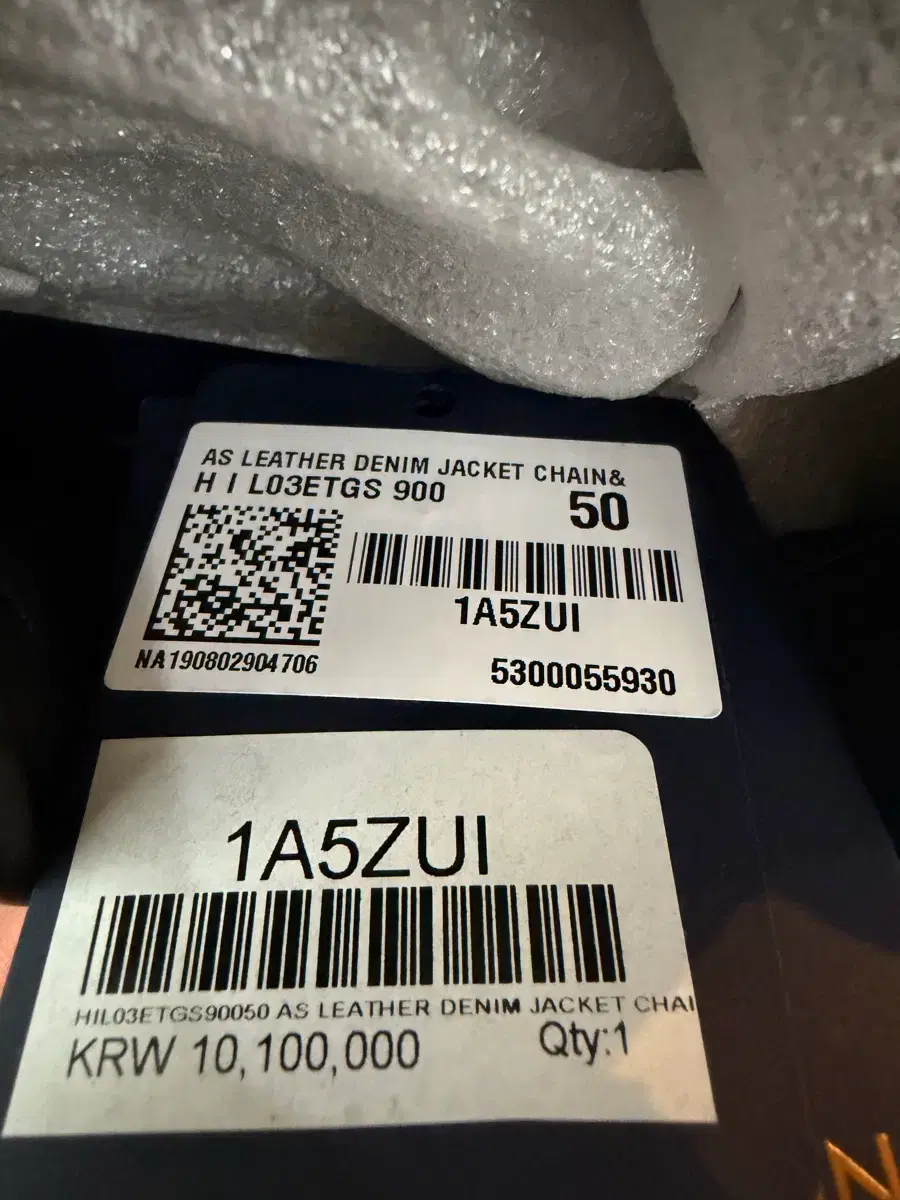 AS LEATHER DENIM JACKET CHAIN&
H I L03ETGS 900
50
1A5ZUI
NA190802904706
5300055930
1A5ZUI
HIL03ETGS90050 AS LEATHER DENIM JACKET CHAI
KRW 10,100,000
Qty:1
N